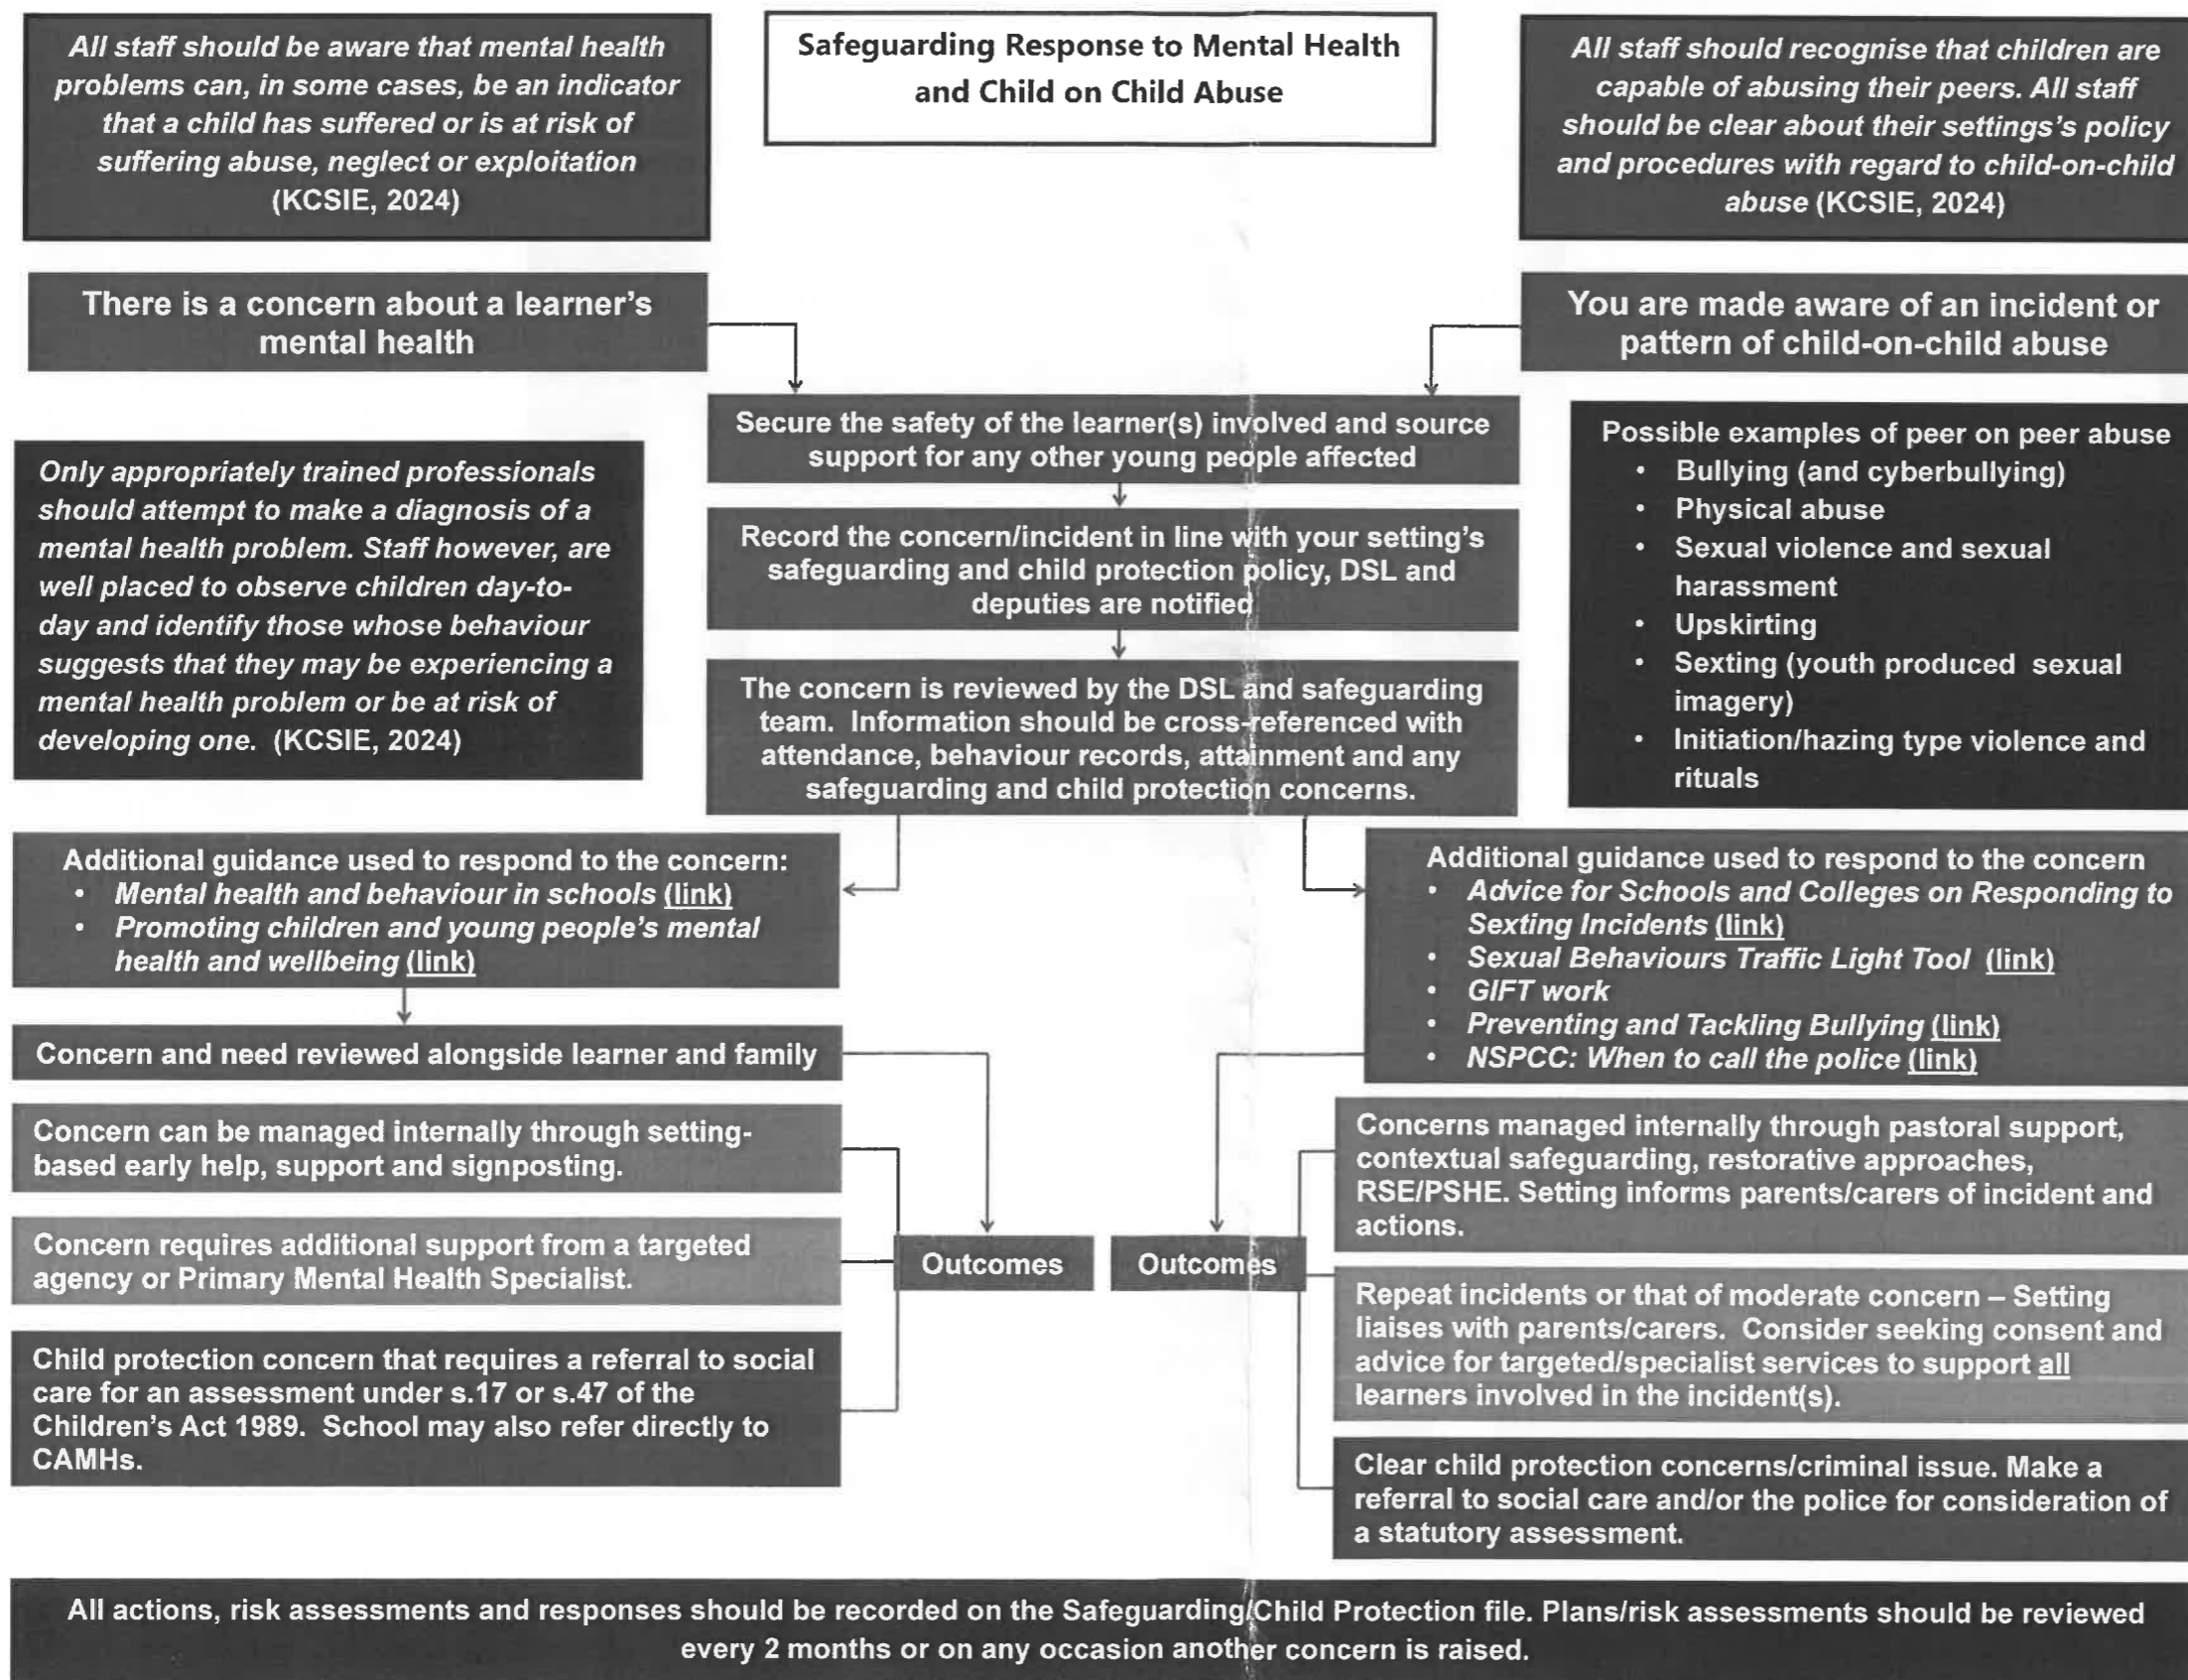 All staff should be aware that mental health
problems can, in some cases, be an indicator
that a child has suffered or is at risk of
suffering abuse, neglect or exploitation
(KCSIE, 2024)
Safeguarding Response to Mental Health
and Child on Child Abuse
All staff should recognise that children are
capable of abusing their peers. All staff
should be clear about their settings's policy
and procedures with regard to child-on-child
abuse (KCSIE, 2024)
There is a concern about a learner's
mental health
You are made aware of an incident or
pattern of child-on-child abuse
Secure the safety of the learner(s) involved and source
support for any other young people affected
Only appropriately trained professionals
should attempt to make a diagnosis of a
mental health problem. Staff however, are
well placed to observe children day-to-
day and identify those whose behaviour
suggests that they may be experiencing a
mental health problem or be at risk of
developing one. (KCSIE, 2024)
Record the concern/incident in line with your setting's
safeguarding and child protection policy, DSL and
deputies are notified
Possible examples of peer on peer abuse
• Bullying (and cyberbullying)
• Physical abuse
• Sexual violence and sexual
harassment
• Upskirting
• Sexting (youth produced sexual
imagery)
• Initiation/hazing type violence and
rituals
The concern is reviewed by the DSL and safeguarding
team. Information should be cross-referenced with
attendance, behaviour records, attainment and any
safeguarding and child protection concerns.
Additional guidance used to respond to the concern:
• Mental health and behaviour in schools (link)
• Promoting children and young people's mental
health and wellbeing (link)
Additional guidance used to respond to the concern
• Advice for Schools and Colleges on Responding to
Sexting Incidents (link)
• Sexual Behaviours Traffic Light Tool (link)
• GIFT work
• Preventing and Tackling Bullying (link)
• NSPCC: When to call the police (link)
Concern and need reviewed alongside learner and family
Concern can be managed internally through setting-
based early help, support and signposting.
Concern requires additional support from a targeted
agency or Primary Mental Health Specialist.
Child protection concern that requires a referral to social
care for an assessment under s.17 or s.47 of the
Children's Act 1989. School may also refer directly to
CAMHs.
Outcomes
Outcomes
Concerns managed internally through pastoral support,
contextual safeguarding, restorative approaches,
RSE/PSHE. Setting informs parents/carers of incident and
actions.
Repeat incidents or that of moderate concern – Setting
liaises with parents/carers. Consider seeking consent and
advice for targeted/specialist services to support all
learners involved in the incident(s).
Clear child protection concerns/criminal issue. Make a
referral to social care and/or the police for consideration of
a statutory assessment.
All actions, risk assessments and responses should be recorded on the Safeguarding/Child Protection file. Plans/risk assessments should be reviewed
every 2 months or on any occasion another concern is raised.